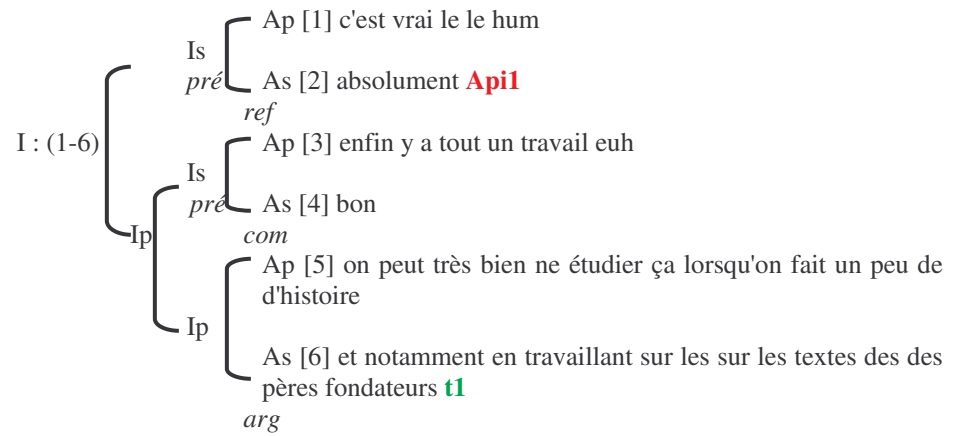 Ap [1] c'est vrai le le hum
Is
pré As [2] absolument Api1
ref
I : (1-6) Ap [3] enfin y a tout un travail euh
Is
pré As [4] bon
Ip com
Ap [5] on peut très bien ne étudier ça lorsqu'on fait un peu de
d'histoire
Ip
As [6] et notamment en travaillant sur les sur les textes des des
pères fondateurs t1
arg